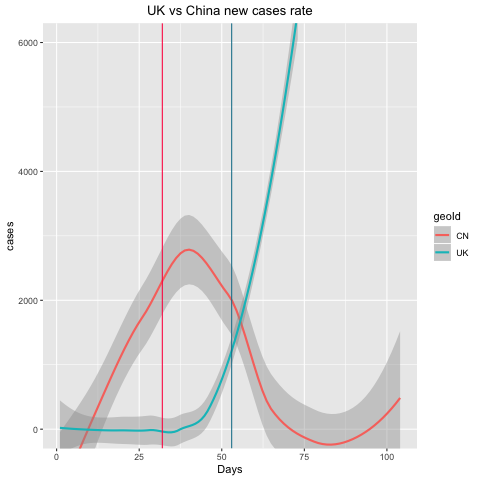 UK vs China new cases rate
6000
4000
2000
0
cases
0 25 50 75 100
Days
geoId
CN
UK